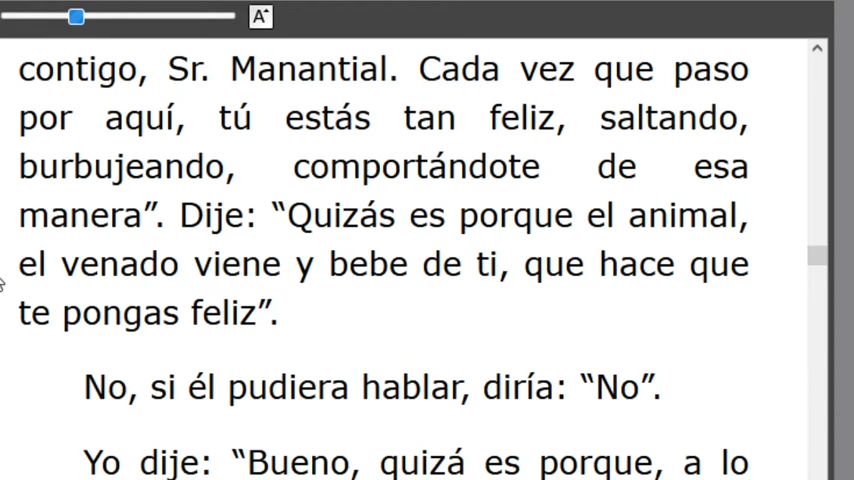 A
contigo, Sr. Manantial. Cada vez que paso
por aquí, tú estás tan feliz, saltando,
burbujeando, comportándote de esa
manera”. Dije: “Quizás es porque el animal,
el venado viene y bebe de ti, que hace que
te pongas feliz”.
No, si él pudiera hablar, diría: “No”.
Yo dije: “Bueno, quizá es porque, a lo